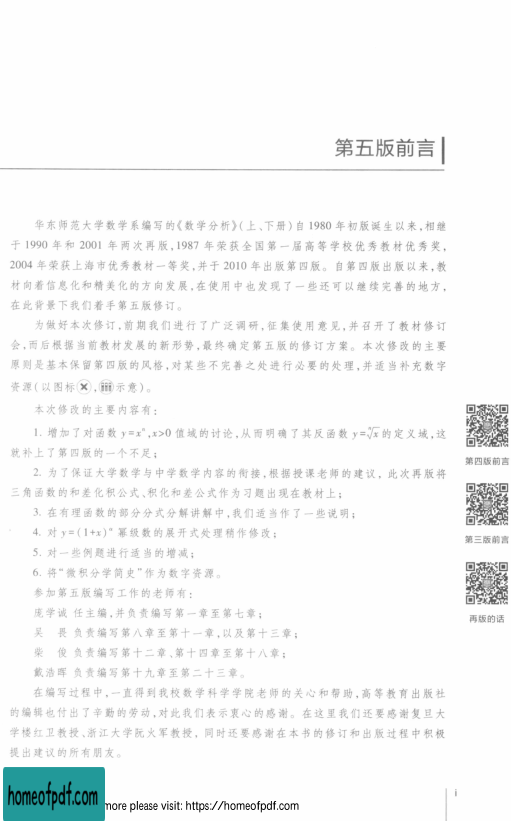 第五版前言
华东师范大学数学系编写的《数学分析》(上、下册)自 1980 年初版诞生以来,相继
于 1990 年和 2001 年两次再版,1987 年荣获全国第一届高等学校优秀教材优秀奖,
2004 年荣获上海市优秀教材一等奖,并于 2010 年出版第四版。自第四版出版以来,教
材向着信息化和精美化的方向发展,在使用中也发现了一些还可以继续完善的地方,
在此背景下我们着手第五版修订。
为做好本次修订,前期我们进行了广泛调研,征集使用意见,并召开了教材修订
会,而后根据当前教材发展的新形势,最终确定第五版的修订方案。本次修改的主要
原则是基本保留第四版的风格,对某些不完善之处进行必要的处理,并适当补充数字
资源(以图标 , 示意)。
本次修改的主要内容有:
1. 增加了对函数 y=xⁿ,x>0 值域的讨论,从而明确了其反函数 y=ⁿ√x 的定义域,这
就补上了第四版的一个不足;
2. 为了保证大学数学与中学数学内容的衔接,根据授课老师的建议, 此次再版将
三角函数的和差化积公式、积化和差公式作为习题出现在教材上;
3. 在有理函数的部分分式分解讲解中,我们适当作了一些说明;
4. 对 y=(1+x)ᵅ 幂级数的展开式处理稍作修改;
5. 对一些例题进行适当的增减;
6. 将“微积分学简史”作为数字资源。
参加第五版编写工作的老师有:
庞学诚 任主编,并负责编写第一章至第七章;
吴 畏 负责编写第八章至第十一章,以及第十三章;
柴 俊 负责编写第十二章、第十四章至第十八章;
戴浩晖 负责编写第十九章至第二十三章。
在编写过程中,一直得到我校数学科学学院老师的关心和帮助,高等教育出版社
的编辑也付出了辛勤的劳动,对此我们表示衷心的感谢。在这里我们还要感谢复旦大
学楼红卫教授、浙江大学阮火军教授, 同时还要感谢在本书的修订和出版过程中积极
提出建议的所有朋友。
第四版前言
第三版前言
再版的话
i
homeofpdf.com
more please visit: https://homeofpdf.com